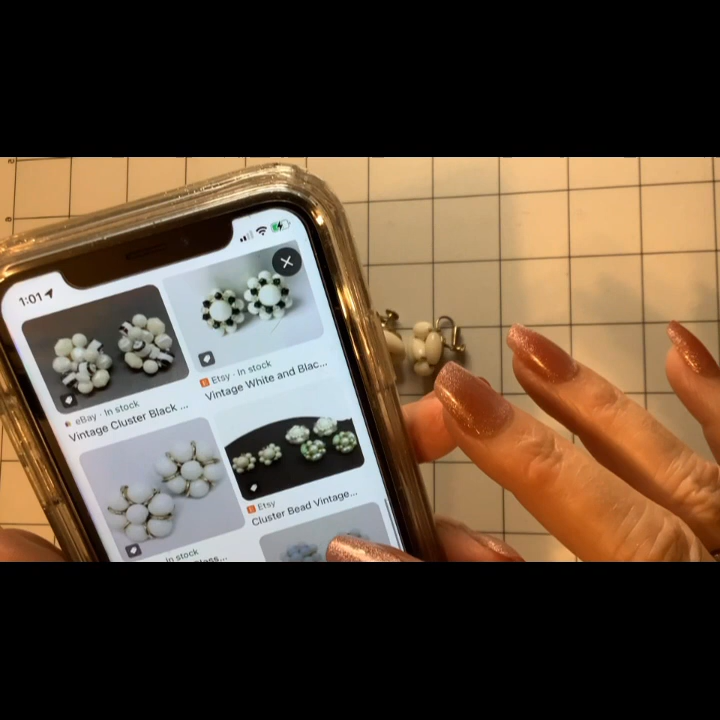 1:01
eBay · In stock
Vintage Cluster Black ...
Etsy · In stock
Vintage White and Blac...
In stock
Etsy
Cluster Bead Vintage...